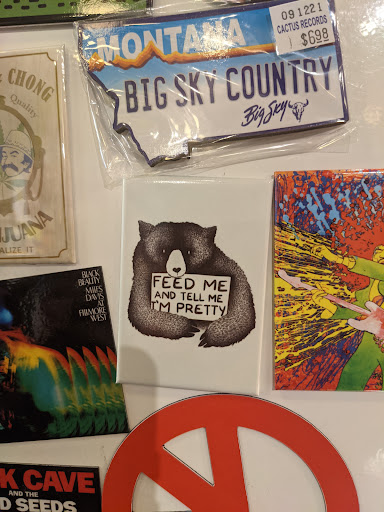 091221
CACTUS RECORDS
$6.98
MONTANA
BIG SKY COUNTRY
Big Sky
CHONG
Quality
ALIZE IT
FEED ME
AND TELL ME
I'M PRETTY
BLACK
BEAUTY
MILES
DAVIS
AT
FILLMORE
WEST
K CAVE
AND THE
D SEEDS